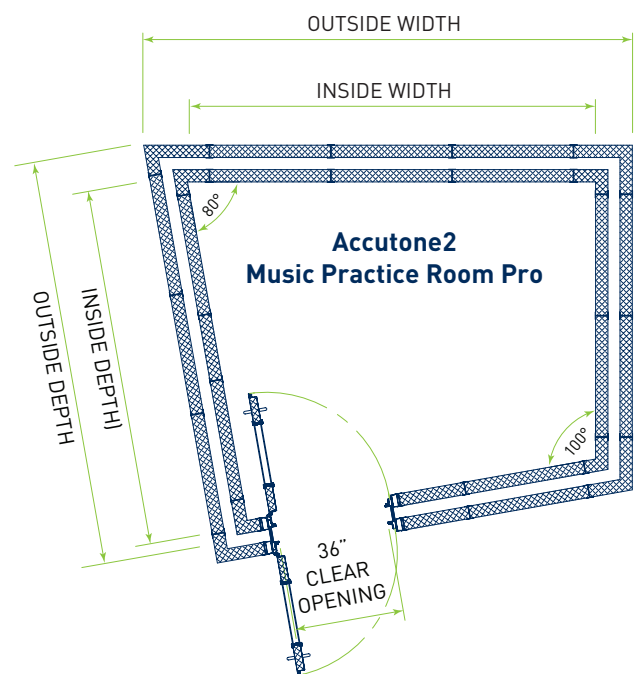 OUTSIDE WIDTH
INSIDE WIDTH
80°
Accutone2
Music Practice Room Pro
OUTSIDE DEPTH
INSIDE DEPTH)
100°
36”
CLEAR
OPENING